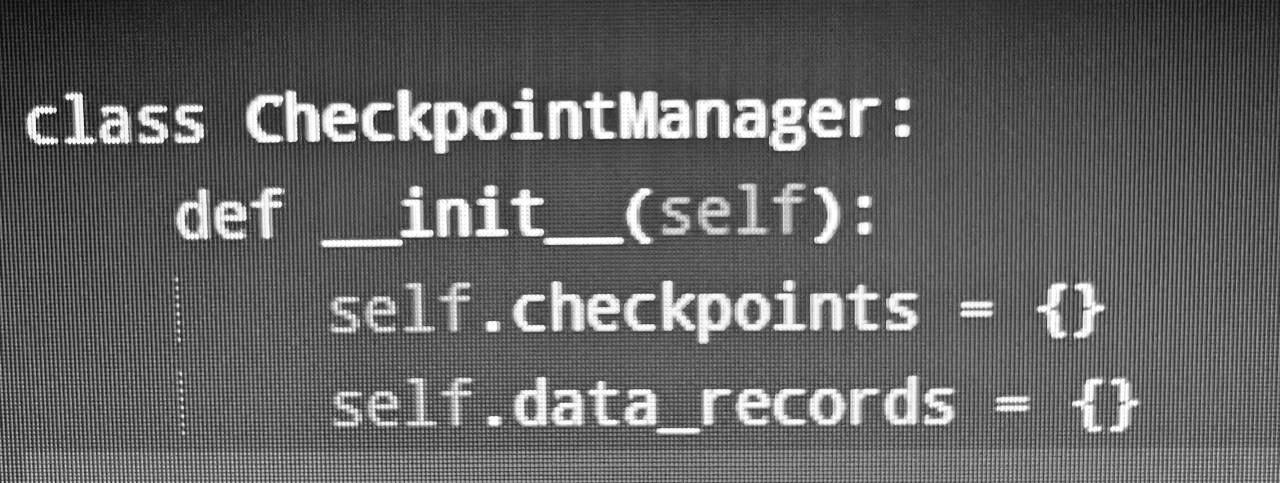 class CheckpointManager:
    def __init__(self):
        self.checkpoints = {}
        self.data_records = {}